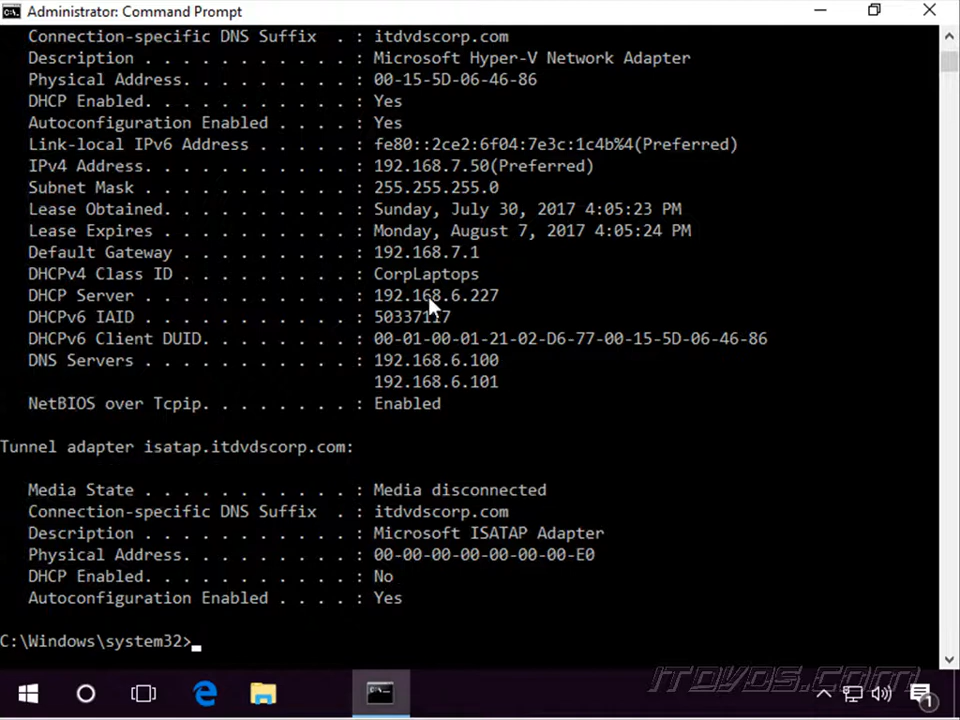 Administrator: Command Prompt
Connection-specific DNS Suffix  . : itdvdscorp.com
Description . . . . . . . . . . . : Microsoft Hyper-V Network Adapter
Physical Address. . . . . . . . . : 00-15-5D-06-46-86
DHCP Enabled. . . . . . . . . . . : Yes
Autoconfiguration Enabled . . . . : Yes
Link-local IPv6 Address . . . . . : fe80::2ce2:6f04:7e3c:1c4b%4(Preferred)
IPv4 Address. . . . . . . . . . . : 192.168.7.50(Preferred)
Subnet Mask . . . . . . . . . . . : 255.255.255.0
Lease Obtained. . . . . . . . . . : Sunday, July 30, 2017 4:05:23 PM
Lease Expires . . . . . . . . . . : Monday, August 7, 2017 4:05:24 PM
Default Gateway . . . . . . . . . : 192.168.7.1
DHCPv4 Class ID . . . . . . . . . : CorpLaptops
DHCP Server . . . . . . . . . . . : 192.168.6.227
DHCPv6 IAID . . . . . . . . . . . : 50337117
DHCPv6 Client DUID. . . . . . . . : 00-01-00-01-21-02-D6-77-00-15-5D-06-46-86
DNS Servers . . . . . . . . . . . : 192.168.6.100
192.168.6.101
NetBIOS over Tcpip. . . . . . . . : Enabled
Tunnel adapter isatap.itdvdscorp.com:
Media State . . . . . . . . . . . : Media disconnected
Connection-specific DNS Suffix  . : itdvdscorp.com
Description . . . . . . . . . . . : Microsoft ISATAP Adapter
Physical Address. . . . . . . . . : 00-00-00-00-00-00-00-E0
DHCP Enabled. . . . . . . . . . . : No
Autoconfiguration Enabled . . . . : Yes
C:\Windows\system32>
ITDVDS.COM
1